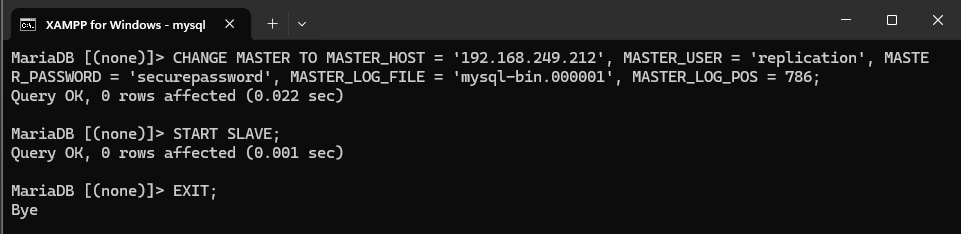 XAMPP for Windows - mysql
MariaDB [(none)]> CHANGE MASTER TO MASTER_HOST = '192.168.249.212', MASTER_USER = 'replication', MASTE
R_PASSWORD = 'securepassword', MASTER_LOG_FILE = 'mysql-bin.000001', MASTER_LOG_POS = 786;
Query OK, 0 rows affected (0.022 sec)
MariaDB [(none)]> START SLAVE;
Query OK, 0 rows affected (0.001 sec)
MariaDB [(none)]> EXIT;
Bye